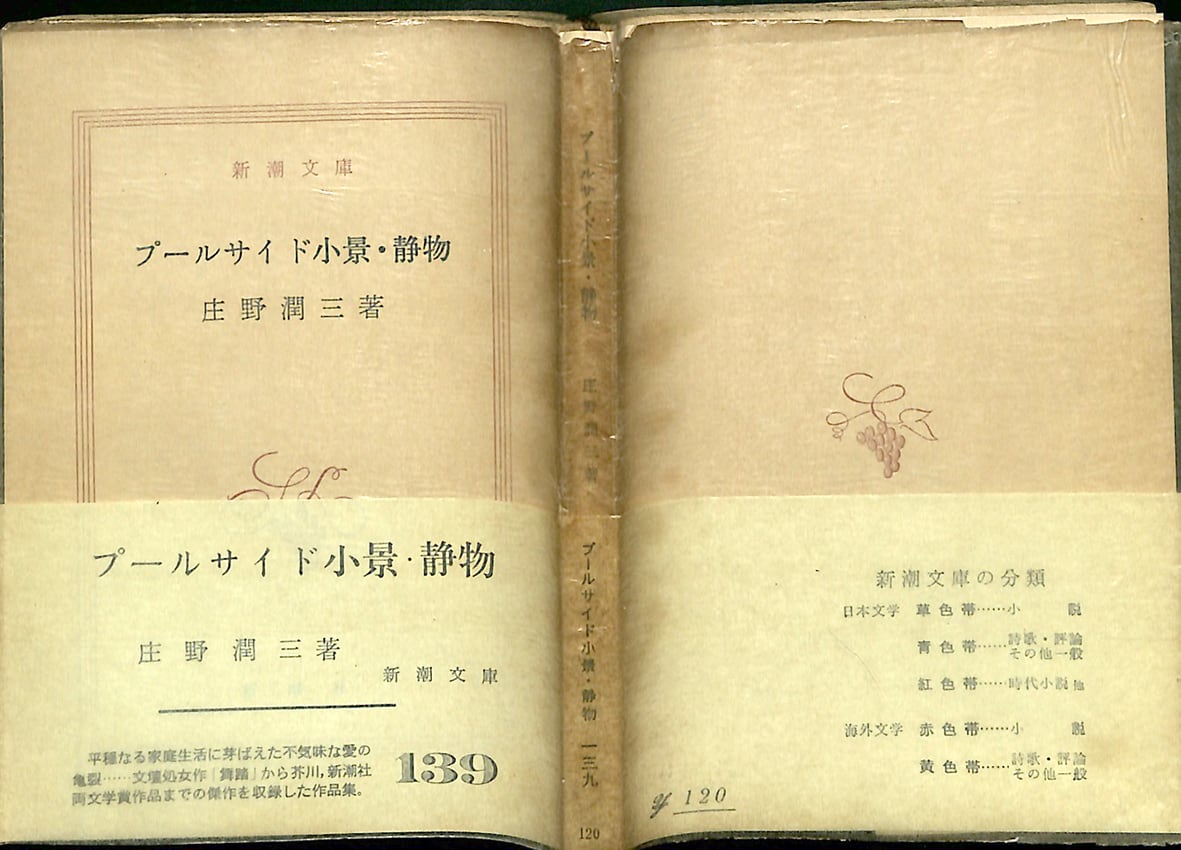 新潮文庫
プールサイド小景・静物
庄野潤三著
プールサイド小景・静物
庄野潤三著
新潮文庫
平穏なる家庭生活に芽ばえた不気味な愛の
亀裂……文壇処女作「舞踏」から芥川,新潮社
両文学賞作品までの傑作を収録した作品集。
139
プールサイド小景・静物 庄野潤三著
プールサイド小景・静物 一三九
120
新潮文庫の分類
日本文学 草色帯……小説
青色帯……詩歌・評論
その他一般
紅色帯……時代小説他
海外文学 赤色帯……小説
黄色帯……詩歌・評論
その他一般
120